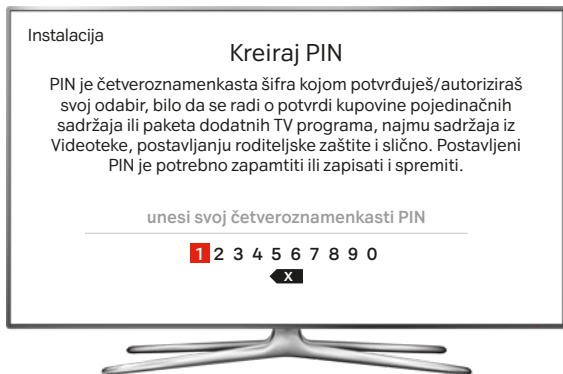 Instalacija
Kreiraj PIN
PIN je četveroznamenkasta šifra kojom potvrđuješ/autoriziraš
svoj odabir, bilo da se radi o potvrdi kupovine pojedinačnih
sadržaja ili paketa dodatnih TV programa, najmu sadržaja iz
Videoteke, postavljanju roditeljske zaštite i slično. Postavljeni
PIN je potrebno zapamtiti ili zapisati i spremiti.
unesi svoj četveroznamenkasti PIN
1 2 3 4 5 6 7 8 9 0
X